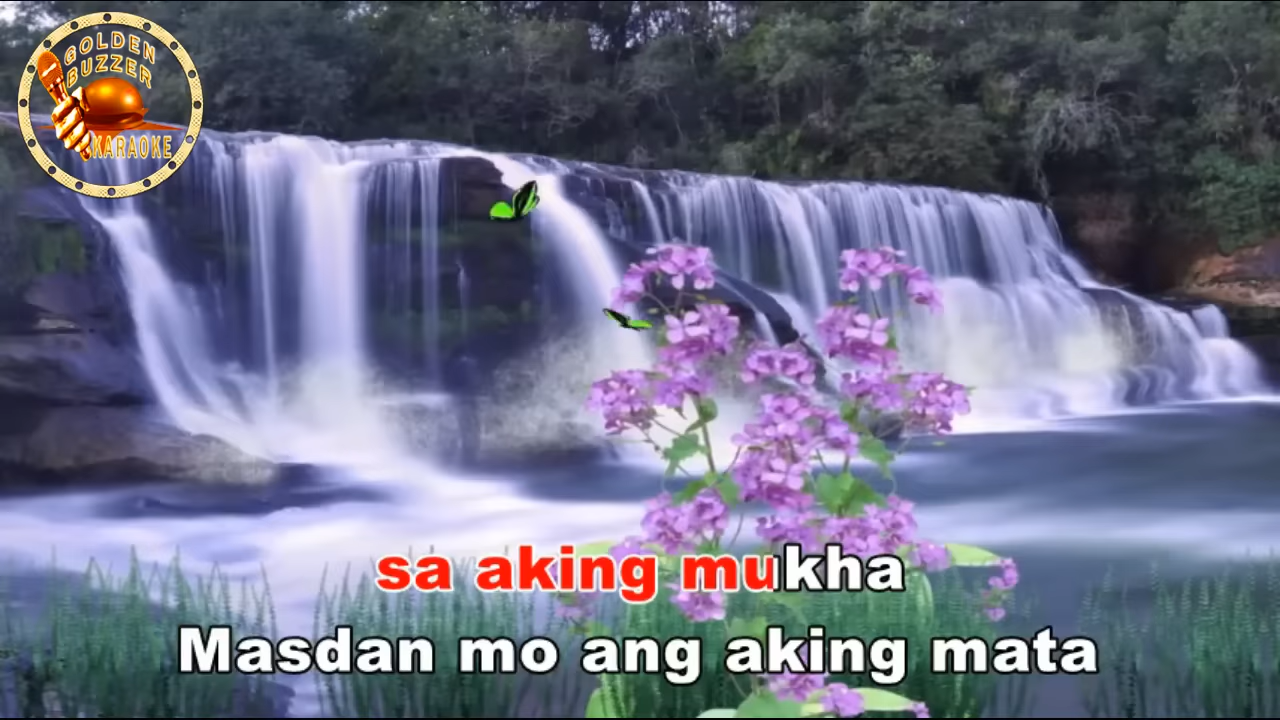 GOLDEN
BUZZER
KARAOKE
sa aking mukha
Masdan mo ang aking mata